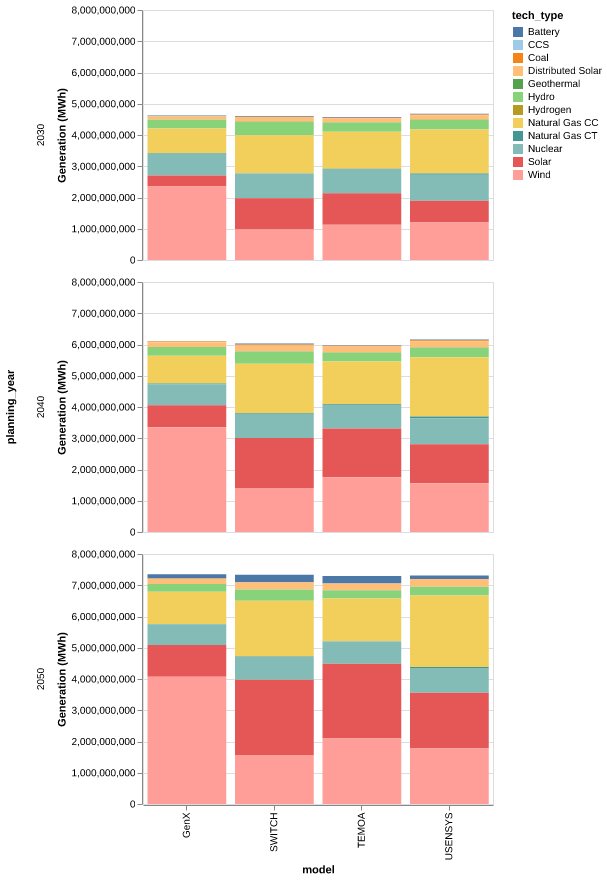 8,000,000,000
7,000,000,000
6,000,000,000
5,000,000,000
4,000,000,000
3,000,000,000
2,000,000,000
1,000,000,000
0
Generation (MWh)
2030
tech_type
Battery
CCS
Coal
Distributed Solar
Geothermal
Hydro
Hydrogen
Natural Gas CC
Natural Gas CT
Nuclear
Solar
Wind
8,000,000,000
7,000,000,000
6,000,000,000
5,000,000,000
4,000,000,000
3,000,000,000
2,000,000,000
1,000,000,000
0
Generation (MWh)
2040
planning_year
8,000,000,000
7,000,000,000
6,000,000,000
5,000,000,000
4,000,000,000
3,000,000,000
2,000,000,000
1,000,000,000
0
Generation (MWh)
2050
GenX
SWITCH
TEMOA
USENSYS
model